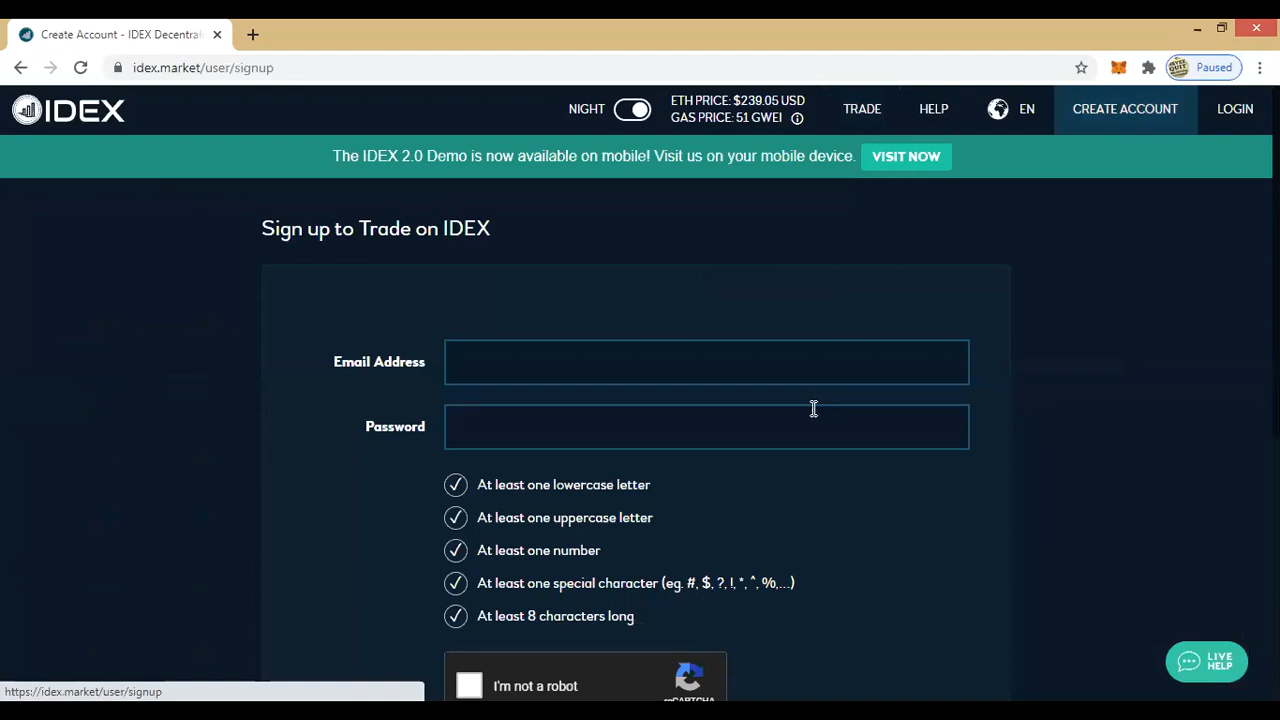 Create Account - IDEX Decentral
idex.market/user/signup
Paused
IDEX
NIGHT
ETH PRICE: $239.05 USD
GAS PRICE: 51 GWEI
TRADE
HELP
EN
CREATE ACCOUNT
LOGIN
The IDEX 2.0 Demo is now available on mobile! Visit us on your mobile device.
VISIT NOW
Sign up to Trade on IDEX
Email Address
Password
At least one lowercase letter
At least one uppercase letter
At least one number
At least one special character (eg. #, $, ?, !, *, ^, %,...)
At least 8 characters long
I'm not a robot
reCAPTCHA
LIVE
HELP
https://idex.market/user/signup